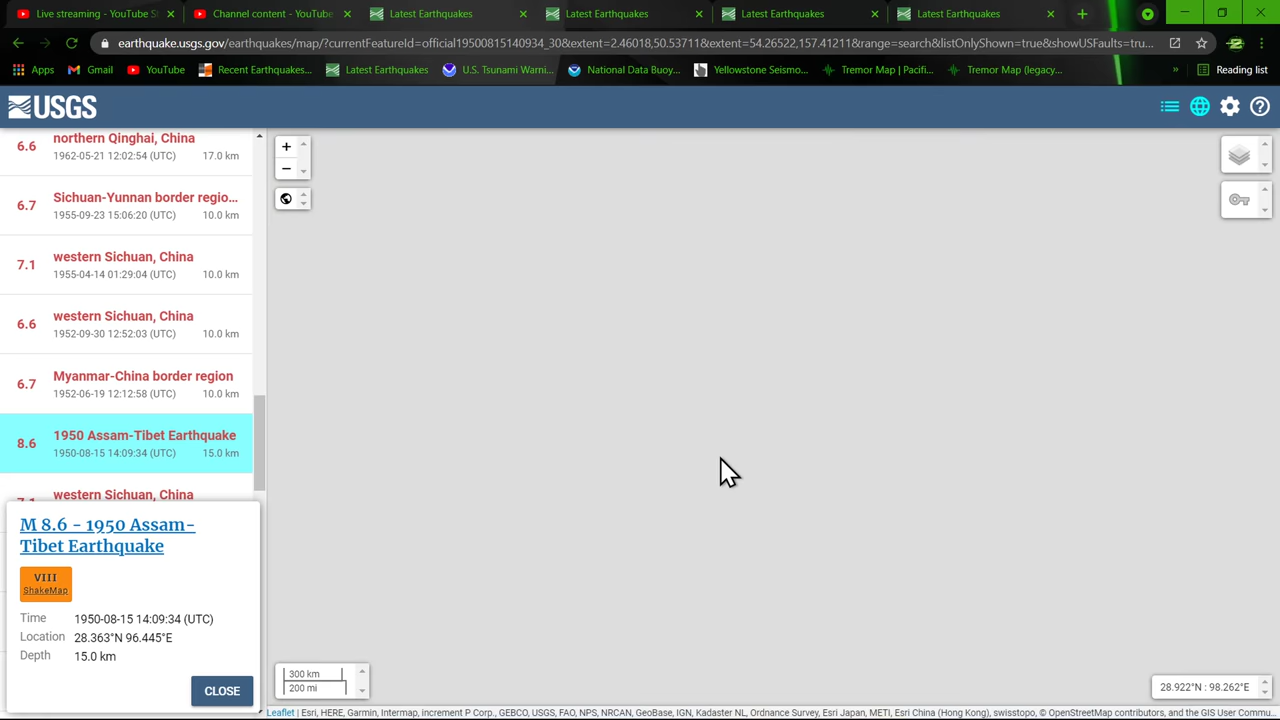 Live streaming - YouTube S
Channel content - YouTube
Latest Earthquakes
Latest Earthquakes
Latest Earthquakes
Latest Earthquakes
earthquake.usgs.gov/earthquakes/map/?currentFeatureId=official19500815140934_30&extent=2.46018,50.53711&extent=54.26522,157.41211&range=search&listOnlyShown=true&showUSFaults=tru...
Apps
Gmail
YouTube
Recent Earthquakes...
Latest Earthquakes
U.S. Tsunami Warni...
National Data Buoy...
Yellowstone Seismo...
Tremor Map | Pacifi...
Tremor Map (legacy...
»
Reading list
USGS
6.6
northern Qinghai, China
1962-05-21 12:02:54 (UTC) 17.0 km
6.7
Sichuan-Yunnan border regio...
1955-09-23 15:06:20 (UTC) 10.0 km
7.1
western Sichuan, China
1955-04-14 01:29:04 (UTC) 10.0 km
6.6
western Sichuan, China
1952-09-30 12:52:03 (UTC) 10.0 km
6.7
Myanmar-China border region
1952-06-19 12:12:58 (UTC) 10.0 km
8.6
1950 Assam-Tibet Earthquake
1950-08-15 14:09:34 (UTC) 15.0 km
western Sichuan, China
M 8.6 - 1950 Assam-
Tibet Earthquake
VIII
ShakeMap
Time 1950-08-15 14:09:34 (UTC)
Location 28.363°N 96.445°E
Depth 15.0 km
CLOSE
+
−
300 km
200 mi
28.922°N : 98.262°E
Leaflet | Esri, HERE, Garmin, Intermap, increment P Corp., GEBCO, USGS, FAO, NPS, NRCAN, GeoBase, IGN, Kadaster NL, Ordnance Survey, Esri Japan, METI, Esri China (Hong Kong), swisstopo, © OpenStreetMap contributors, and the GIS User Commu...